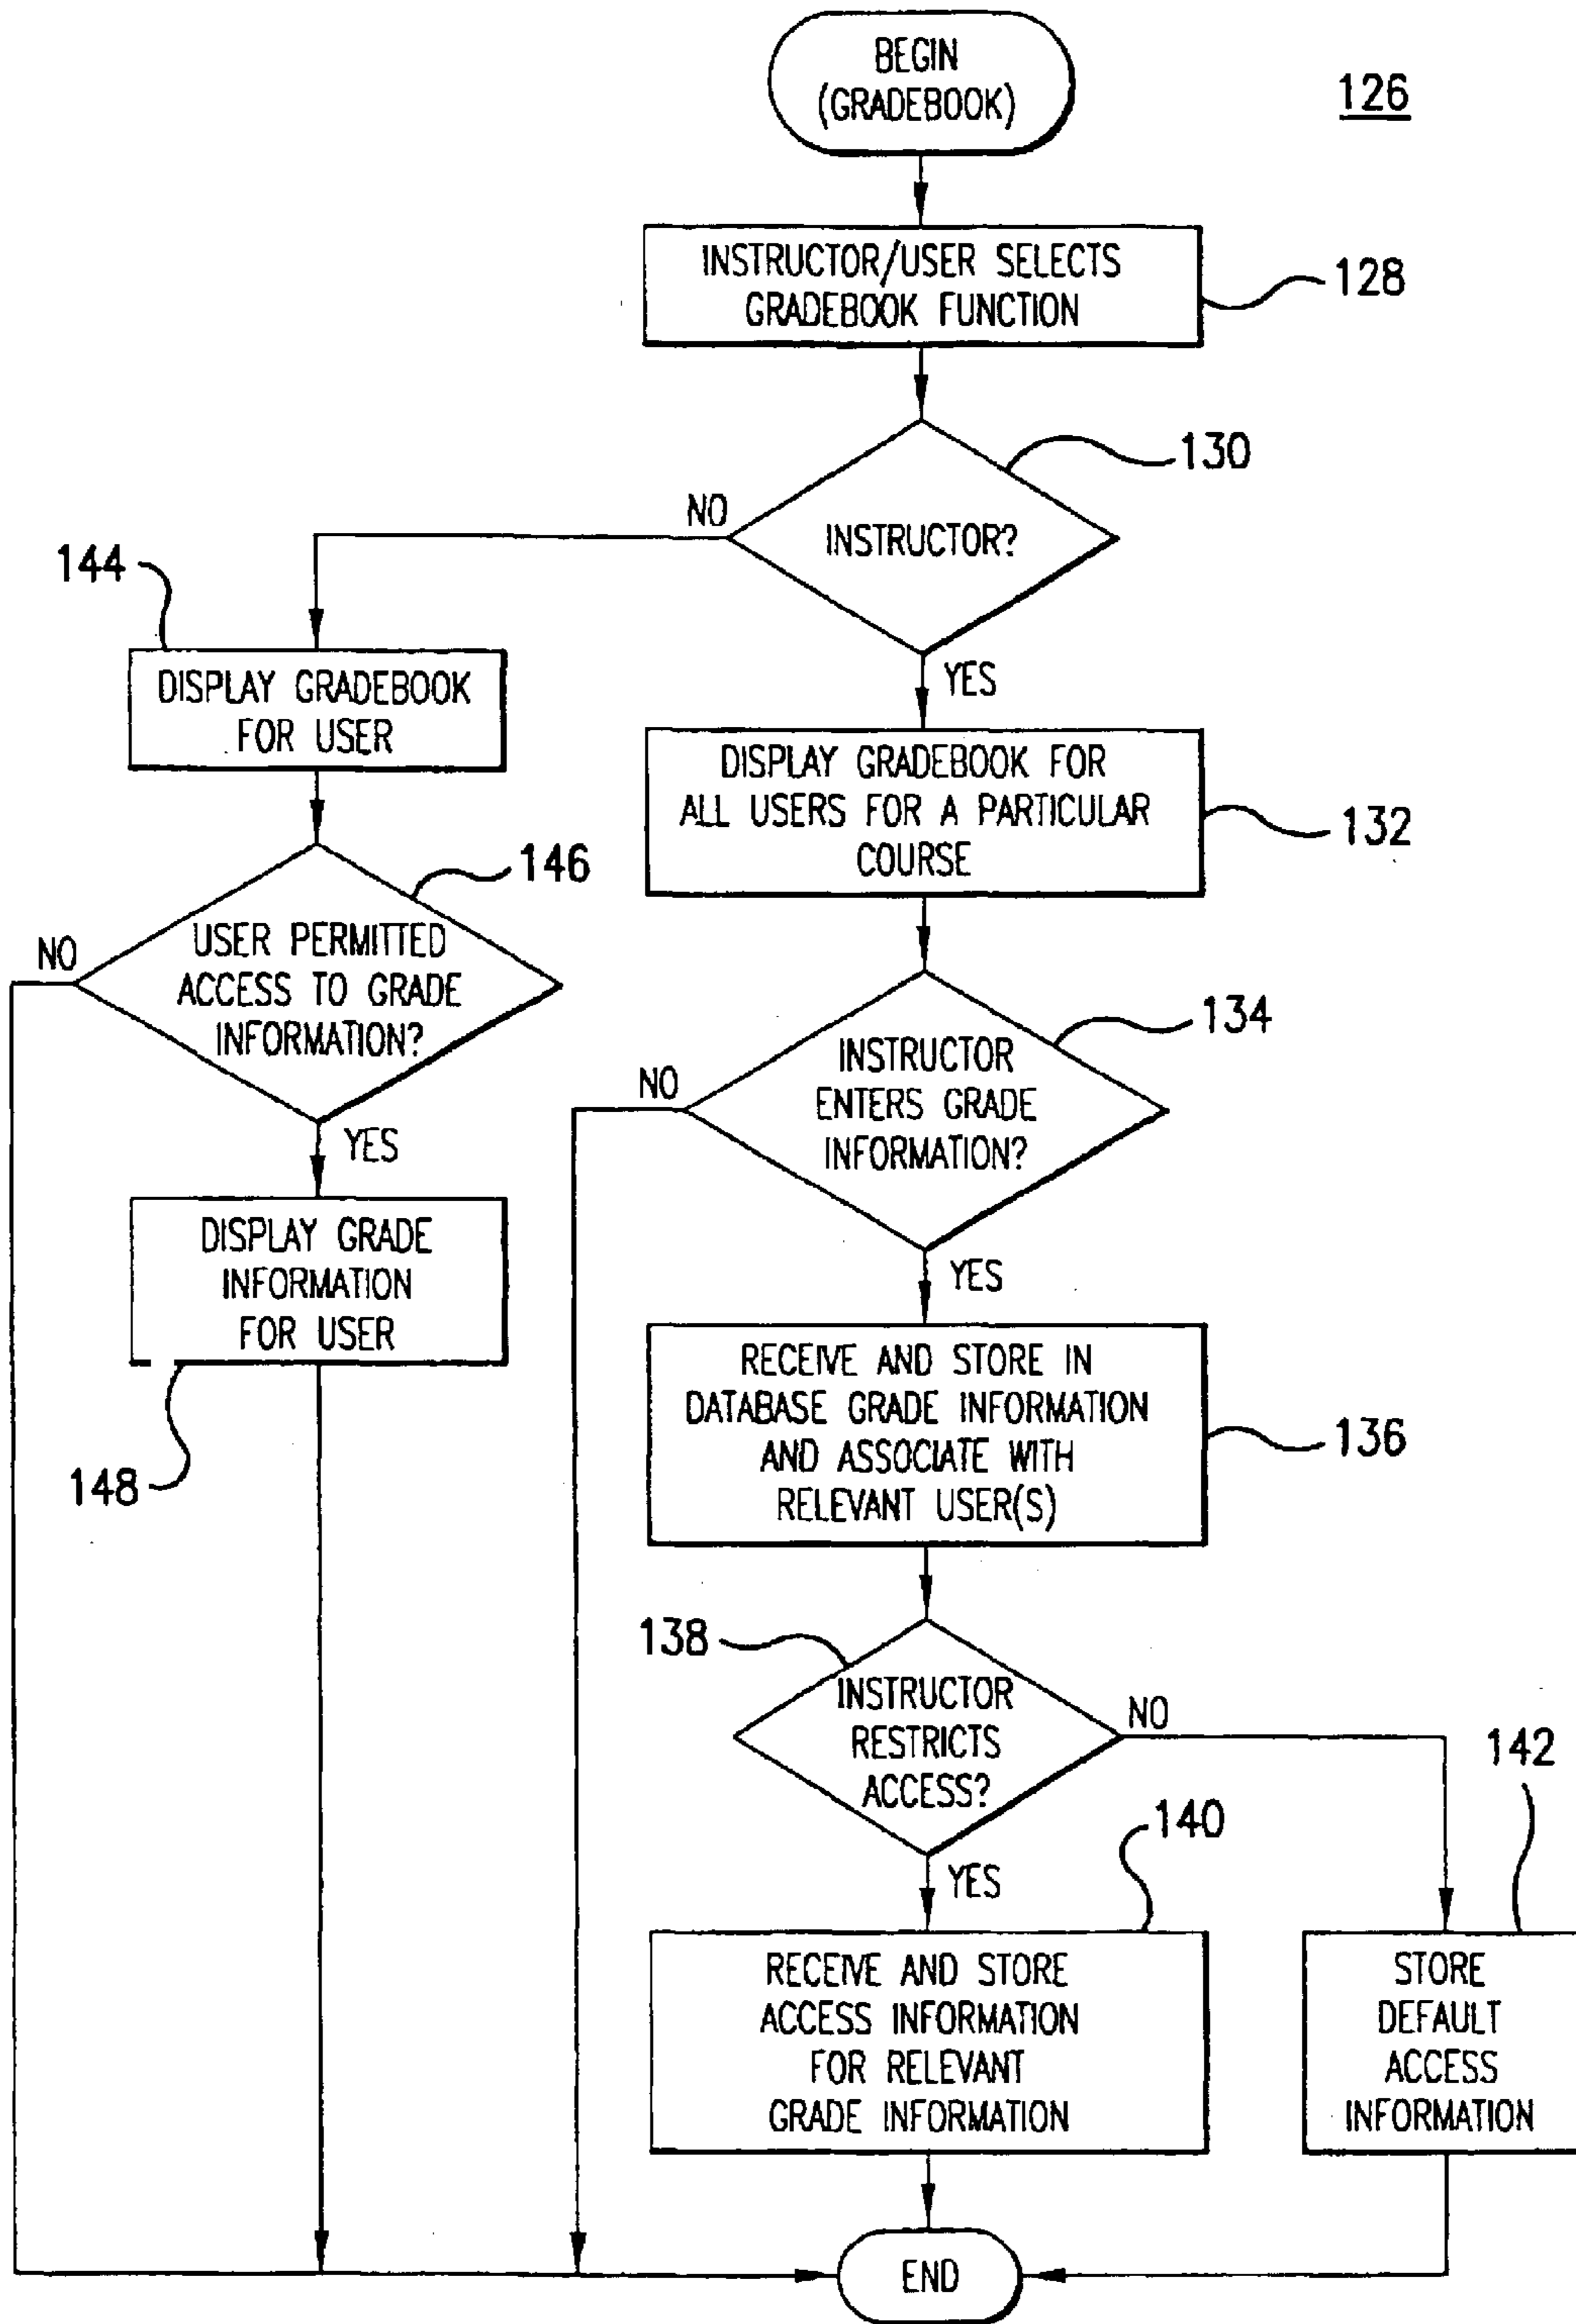 BEGIN
(GRADEBOOK)
126
INSTRUCTOR/USER SELECTS
GRADEBOOK FUNCTION
128
130
INSTRUCTOR?
NO
YES
144
DISPLAY GRADEBOOK
FOR USER
DISPLAY GRADEBOOK FOR
ALL USERS FOR A PARTICULAR
COURSE
132
146
USER PERMITTED
ACCESS TO GRADE
INFORMATION?
NO
YES
134
INSTRUCTOR
ENTERS GRADE
INFORMATION?
NO
YES
DISPLAY GRADE
INFORMATION
FOR USER
148
RECEIVE AND STORE IN
DATABASE GRADE INFORMATION
AND ASSOCIATE WITH
RELEVANT USER(S)
136
138
INSTRUCTOR
RESTRICTS
ACCESS?
NO
YES
140
142
RECEIVE AND STORE
ACCESS INFORMATION
FOR RELEVANT
GRADE INFORMATION
STORE
DEFAULT
ACCESS
INFORMATION
END